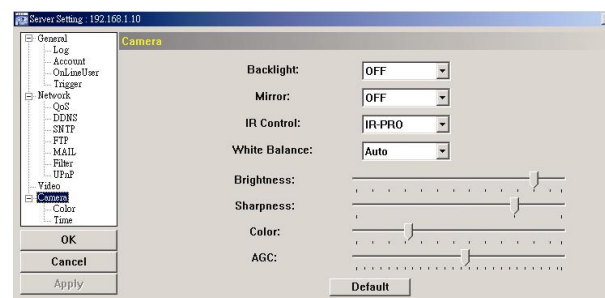 Server Setting : 192.168.1.10
General
Log
Account
OnLineUser
Trigger
Network
QoS
DDNS
SNTP
FTP
MAIL
Filter
UPnP
Video
Camera
Color
Time
OK
Cancel
Apply
Camera
Backlight: OFF
Mirror: OFF
IR Control: IR-PRO
White Balance: Auto
Brightness:
Sharpness:
Color:
AGC:
Default